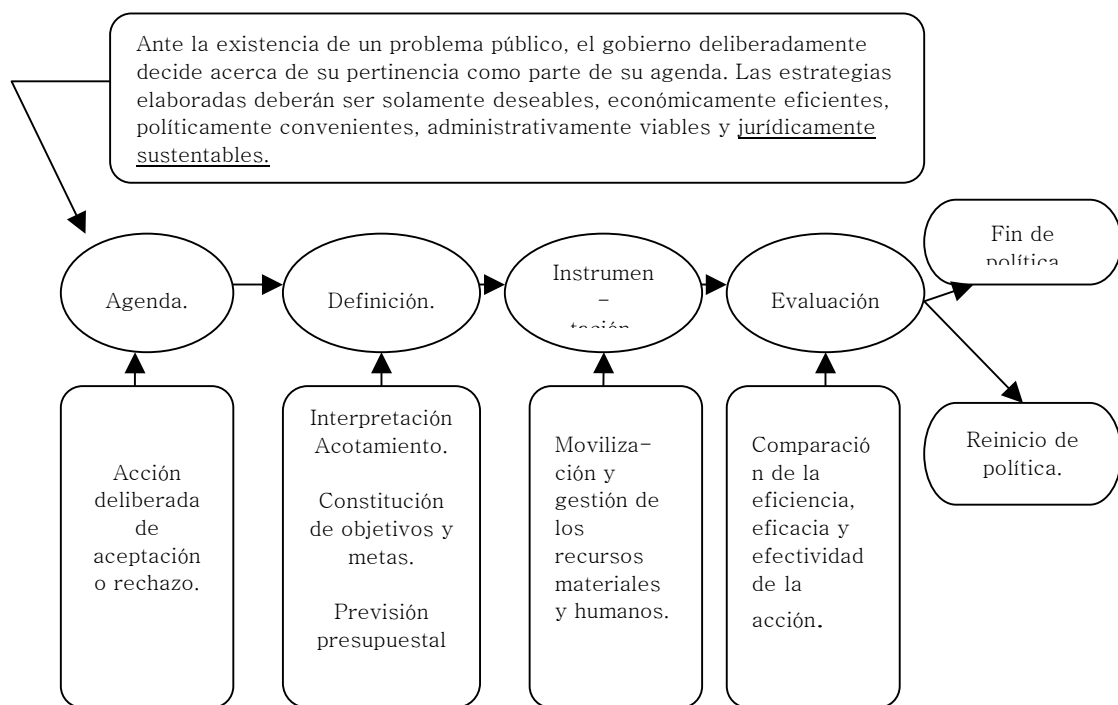 Ante la existencia de un problema público, el gobierno deliberadamente
decide acerca de su pertinencia como parte de su agenda. Las estrategias
elaboradas deberán ser solamente deseables, económicamente eficientes,
políticamente convenientes, administrativamente viables y jurídicamente
sustentables.
Agenda.
Definición.
Instrumen
–
tación
Evaluación
Fin de
política
Reinicio de
política.
Acción
deliberada
de
aceptación
o rechazo.
Interpretación
Acotamiento.
Constitución
de objetivos y
metas.
Previsión
presupuestal
Moviliza-
ción y
gestión de
los
recursos
materiales
y humanos.
Comparació
n de la
eficiencia,
eficacia y
efectividad
de la
acción.